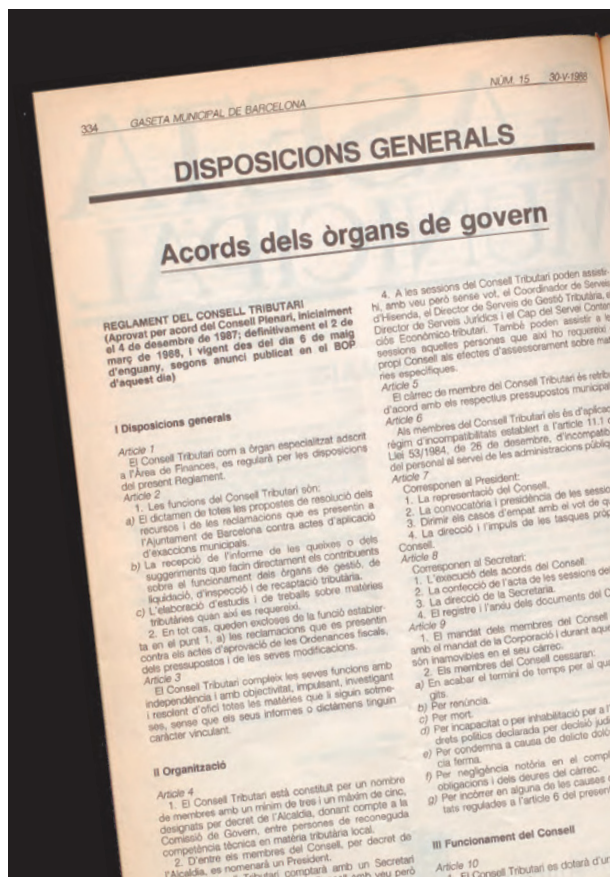 334 GASETA MUNICIPAL DE BARCELONA NÚM. 15 30-V-1988
DISPOSICIONS GENERALS
Acords dels òrgans de govern
REGLAMENT DEL CONSELL TRIBUTARI
(Aprovat per acord del Consell Plenari, inicialment
el 4 de desembre de 1987; definitivament el 2 de
març de 1988, i vigent des del dia 6 de maig
d'enguany, segons anunci publicat en el BOP
d'aquest dia)
I Disposicions generals
Article 1
El Consell Tributari com a òrgan especialitzat adscrit
a l'Àrea de Finances, es regularà per les disposicions
del present Reglament.
Article 2
1. Les funcions del Consell Tributari són:
a) El dictamen de totes les propostes de resolució dels
recursos i de les reclamacions que es presentin a
l'Ajuntament de Barcelona contra actes d'aplicació
d'exaccions municipals.
b) La recepció de l'informe de les queixes o dels
suggeriments que facin directament els contribuents
sobre el funcionament dels òrgans de gestió, de
liquidació, d'inspecció i de recaptació tributària.
c) L'elaboració d'estudis i de treballs sobre matèries
tributàries quan així es requereixi.
2. En tot cas, queden excloses de la funció establer-
ta en el punt 1, a) les reclamacions que es presentin
contra els actes d'aprovació de les Ordenances fiscals,
dels pressupostos i de les seves modificacions.
Article 3
El Consell Tributari compleix les seves funcions amb
independència i amb objectivitat, impulsant, investigant
i resolent d'ofici totes les matèries que li siguin sotme-
ses, sense que els seus informes o dictàmens tinguin
caràcter vinculant.
II Organització
Article 4
1. El Consell Tributari està constituït per un nombre
de membres amb un mínim de tres i un màxim de cinc,
designats per decret de l'Alcaldia, donant compte a la
Comissió de Govern, entre persones de reconeguda
competència tècnica en matèria tributària local.
2. D'entre els membres del Consell, per decret de
l'Alcaldia, es nomenarà un President.
Tributari comptarà amb un Secretari
amb veu però
4. A les sessions del Consell Tributari poden assistir-
hi, amb veu però sense vot, el Coordinador de Servei
d'Hisenda, el Director de Serveis de Gestió Tributària,
Director de Serveis Jurídics i el Cap del Servei Conten
ciós Econòmico-tributari. També poden assistir a l
sessions aquelles persones que així ho requereixi
propi Consell als efectes d'assessorament sobre mat
ries específiques.
Article 5
El càrrec de membre del Consell Tributari és retribu
d'acord amb els respectius pressupostos municipal
Article 6
Als membres del Consell Tributari els és d'aplica
règim d'incompatibilitats establert a l'article 11.1
Llei 53/1984, de 26 de desembre, d'incompatib
del personal al servei de les administracions públiq
Article 7
Corresponen al President:
1. La representació del Consell.
2. La convocatòria i presidència de les sessio
3. Dirimir els casos d'empat amb el vot de qu
4. La direcció i l'impuls de les tasques pròp
Consell.
Article 8
Corresponen al Secretari:
1. L'execució dels acords del Consell.
2. La confecció de l'acta de les sessions del
3. La direcció de la Secretaria.
4. El registre i l'arxiu dels documents del C
Article 9
1. El mandat dels membres del Consell
amb el mandat de la Corporació i durant aque
són inamovibles en el seu càrrec.
2. Els membres del Consell cessaran:
a) En acabar el termini de temps per al que
gits.
b) Per renúncia.
c) Per mort.
d) Per incapacitat o per inhabilitació per a l'
drets polítics declarada per decisió judi
e) Per condemna a causa de delicte dolo
cia ferma.
f) Per negligència notòria en el compl
obligacions i dels deures del càrrec.
g) Per incórrer en alguna de les causes
tats regulades a l'article 6 del present
III Funcionament del Consell
Article 10
1. El Consell Tributari es dotarà d'un